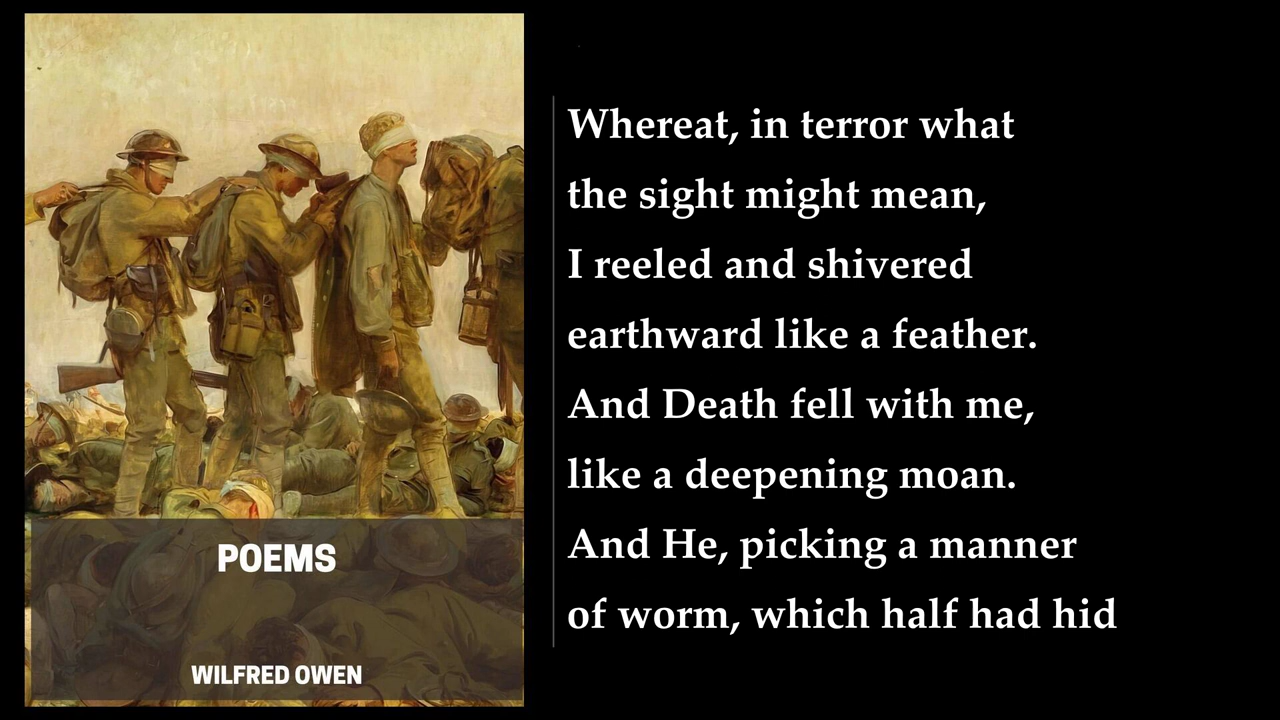 POEMS
WILFRED OWEN
Whereat, in terror what
the sight might mean,
I reeled and shivered
earthward like a feather.
And Death fell with me,
like a deepening moan.
And He, picking a manner
of worm, which half had hid